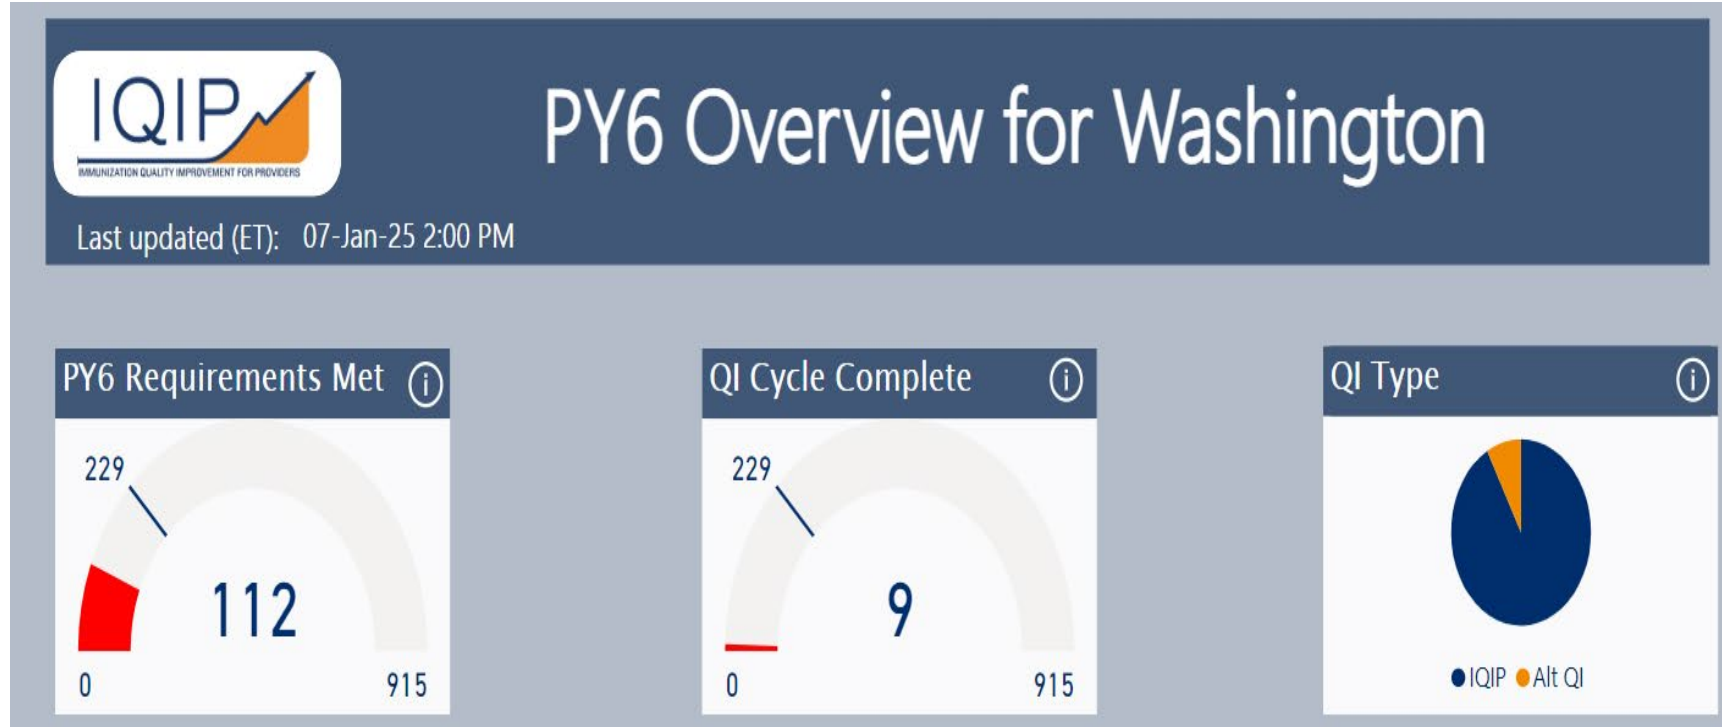 IQIP
IMMUNIZATION QUALITY IMPROVEMENT FOR PROVIDERS
PY6 Overview for Washington
Last updated (ET): 07-Jan-25 2:00 PM
PY6 Requirements Met
229
112
0
915
QI Cycle Complete
229
9
0
915
QI Type
IQIP Alt QI